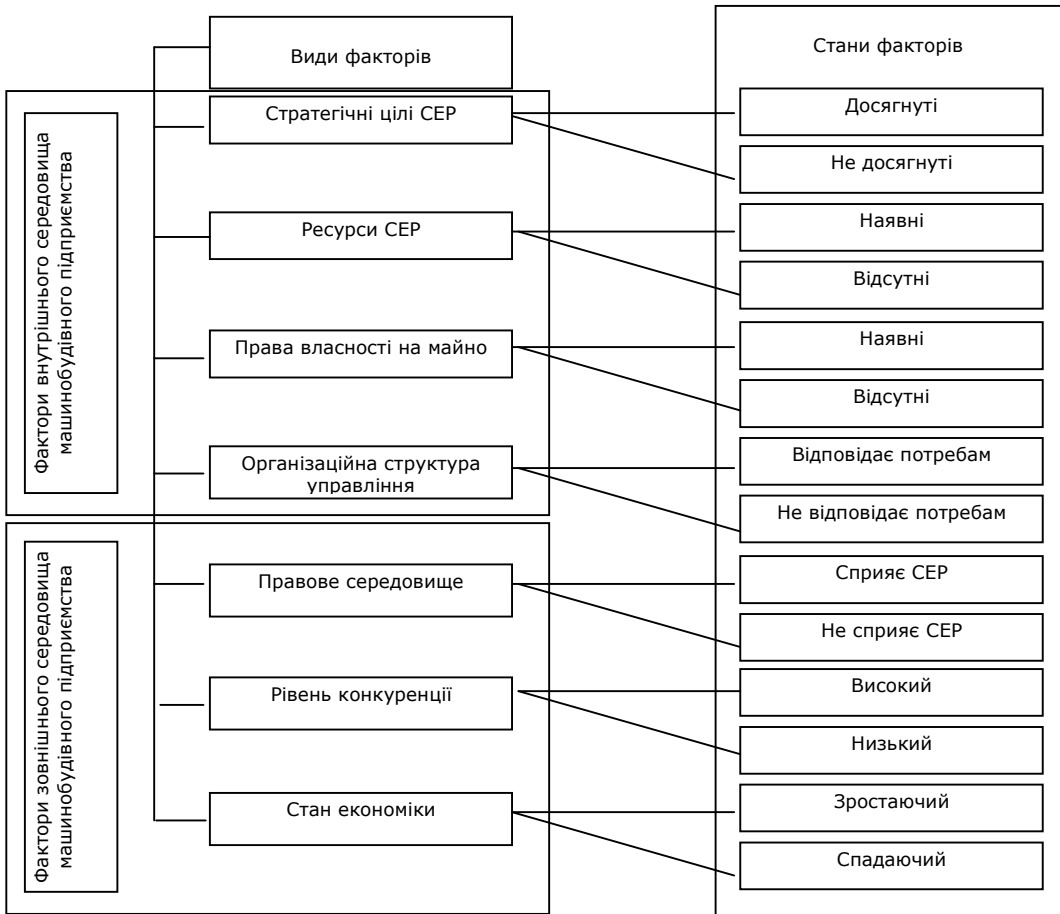 Види факторів
Стани факторів
Фактори внутрішнього середовища
машинобудівного підприємства
Стратегічні цілі СЕР
Досягнуті
Не досягнуті
Ресурси СЕР
Наявні
Відсутні
Права власності на майно
Наявні
Відсутні
Організаційна структура
управління
Відповідає потребам
Не відповідає потребам
Фактори зовнішнього середовища
машинобудівного підприємства
Правове середовище
Сприяє СЕР
Не сприяє СЕР
Рівень конкуренції
Високий
Низький
Стан економіки
Зростаючий
Спадаючий